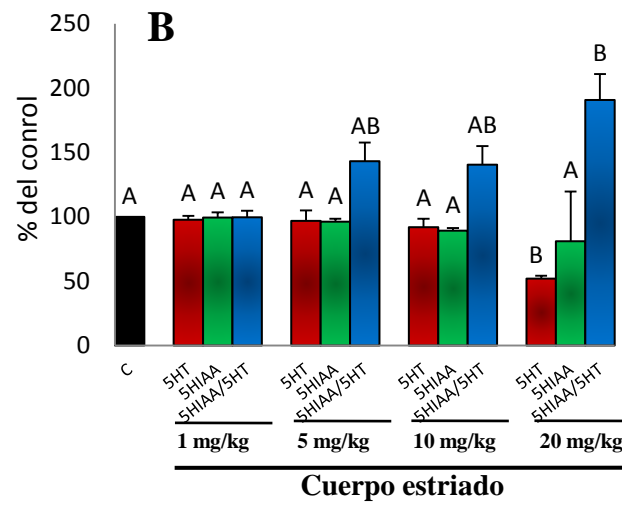 B
250
200
150
100
50
0
% del conrol
A
A A A
A A AB
A A AB
B A B
C
5HT 5HIAA 5HIAA/5HT
5HT 5HIAA 5HIAA/5HT
5HT 5HIAA 5HIAA/5HT
5HT 5HIAA 5HIAA/5HT
1 mg/kg 5 mg/kg 10 mg/kg 20 mg/kg
Cuerpo estriado